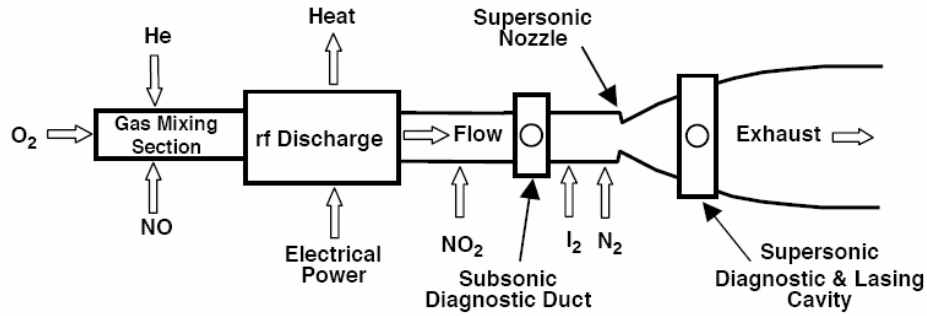 Heat
He
Supersonic
Nozzle
O2
Gas Mixing
Section
rf Discharge
Flow
Exhaust
NO
Electrical
Power
NO2
I2
N2
Subsonic
Diagnostic Duct
Supersonic
Diagnostic & Lasing
Cavity